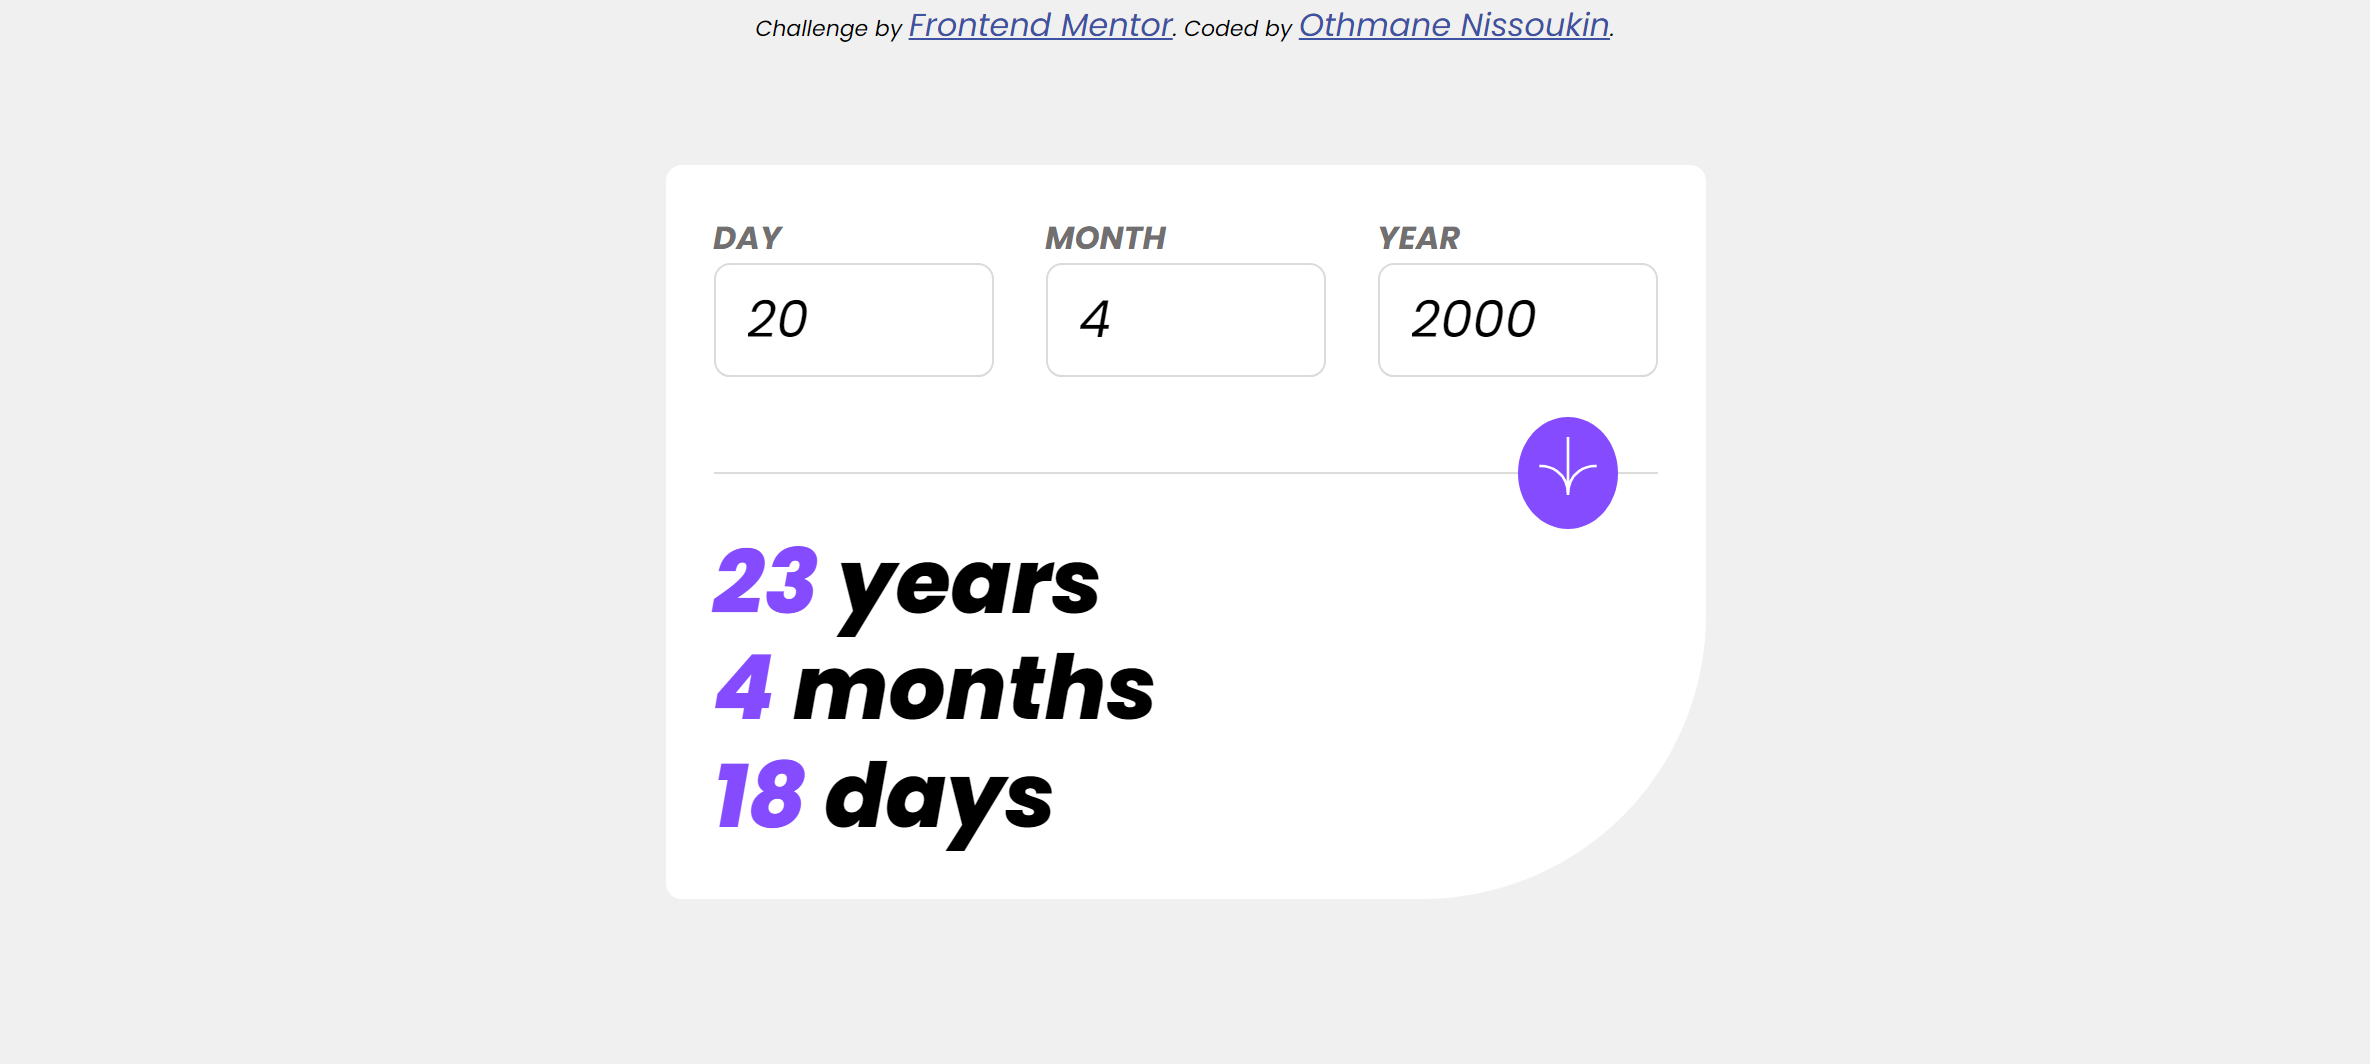 Challenge by Frontend Mentor. Coded by Othmane Nissoukin.
DAY MONTH YEAR
20 4 2000
23 years
4 months
18 days